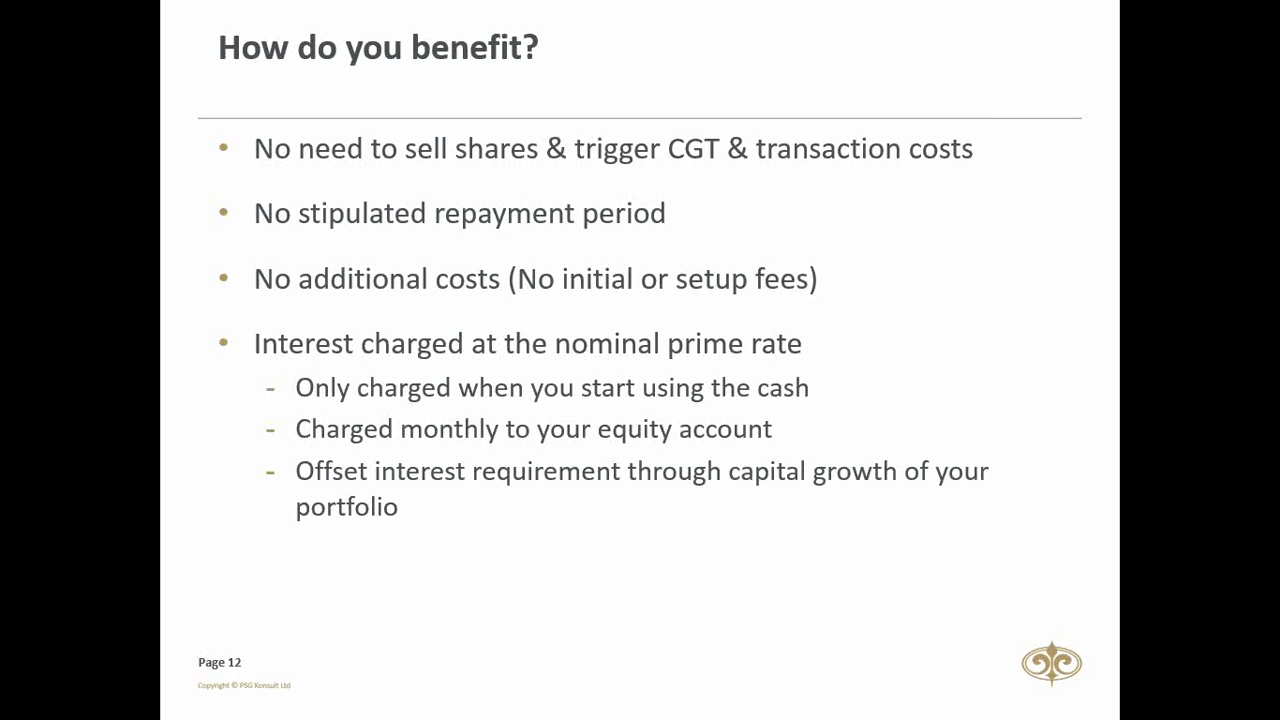 How do you benefit?
• No need to sell shares & trigger CGT & transaction costs
• No stipulated repayment period
• No additional costs (No initial or setup fees)
• Interest charged at the nominal prime rate
- Only charged when you start using the cash
- Charged monthly to your equity account
- Offset interest requirement through capital growth of your
portfolio
Page 12
Copyright © PSG Konsult Ltd